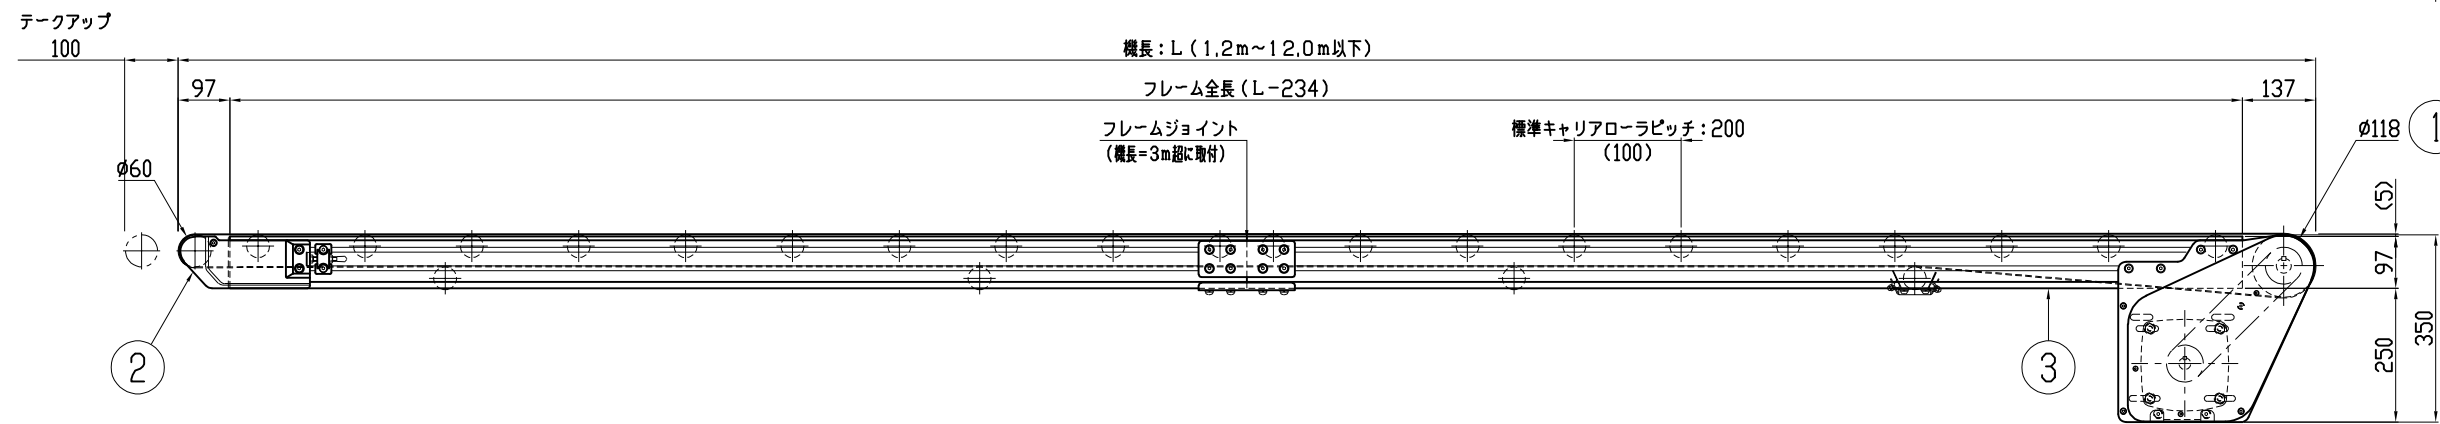 テークアップ
100
機長：L（1,2m～12,0m以下）
97
フレーム全長（L-234）
137
フレームジョイント
（機長=3m超に取付）
標準キャリアローラピッチ：200
(100)
φ118
1
φ60
(5)
97
350
250
2
3